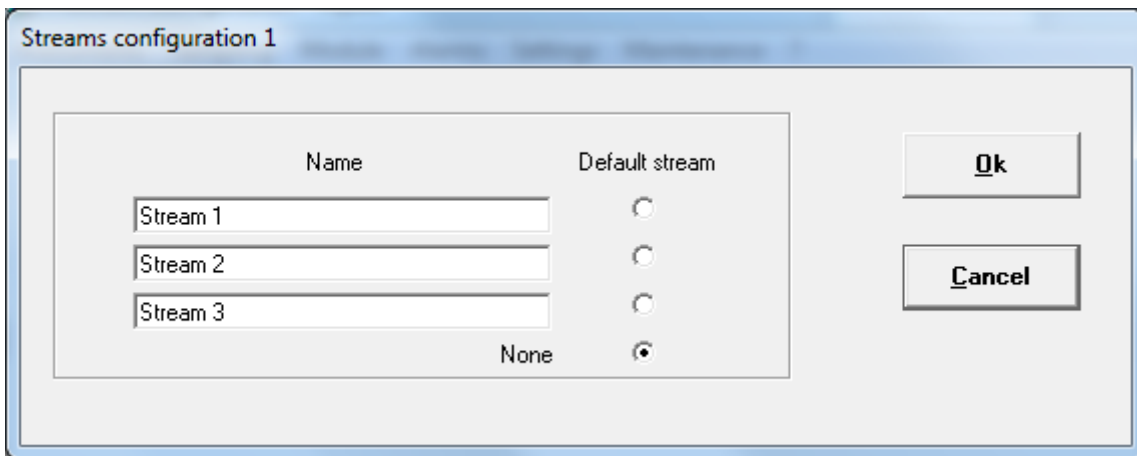 Streams configuration 1
Name Default stream
Ok
Stream 1
Stream 2
Cancel
Stream 3
None